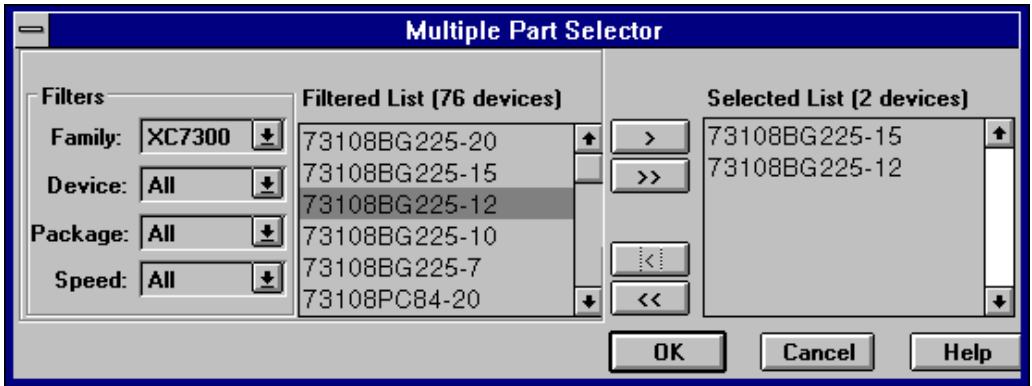 Multiple Part Selector
Filters
Family: XC7300
Device: All
Package: All
Speed: All
Filtered List (76 devices)
73108BG225-20
73108BG225-15
73108BG225-12
73108BG225-10
73108BG225-7
73108PC84-20
>
>>
<
<<
Selected List (2 devices)
73108BG225-15
73108BG225-12
OK Cancel Help